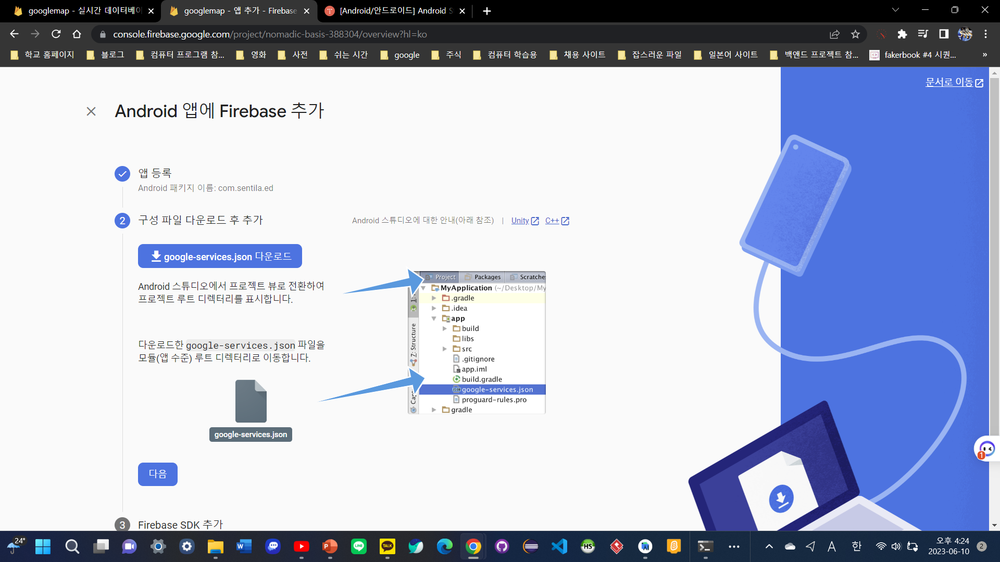 googlemap - 실시간 데이터베이
googlemap - 앱 추가 - Firebase
[Android/안드로이드] Android S
console.firebase.google.com/project/nomadic-basis-388304/overview?hl=ko
학교 홈페이지
블로그
컴퓨터 프로그램 참...
영화
사전
쉬는 시간
google
주식
컴퓨터 학습용
채용 사이트
잡스러운 파일
일본어 사이트
백앤드 프로젝트 참...
fakerbook #4 시퀀...
»
문서로 이동
Android 앱에 Firebase 추가
앱 등록
Android 패키지 이름: com.sentila.ed
2
구성 파일 다운로드 후 추가
Android 스튜디오에 대한 안내(아래 참조) | Unity C++
google-services.json 다운로드
Android 스튜디오에서 프로젝트 뷰로 전환하여
프로젝트 루트 디렉터리를 표시합니다.
다운로드한 google-services.json 파일을
모듈(앱 수준) 루트 디렉터리로 이동합니다.
google-services.json
Project
Packages
Scratches
MyApplication (~/Desktop/My
.gradle
.idea
app
build
libs
src
.gitignore
app.iml
build.gradle
google-services.json
proguard-rules.pro
gradle
1:
Z: Structure
Cap
다음
3
Firebase SDK 추가
1
24°
W
P
LINE
TALK
HS
A
한
오후 4:24
2023-06-10
2